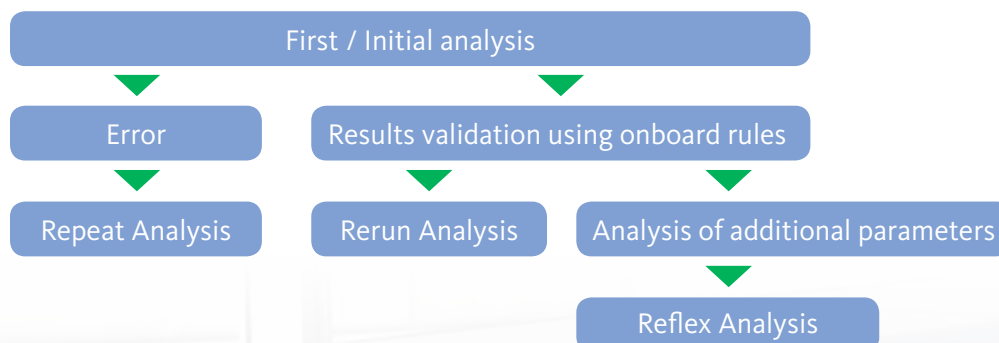 First / Initial analysis
Error
Results validation using onboard rules
Repeat Analysis
Rerun Analysis
Analysis of additional parameters
Reflex Analysis